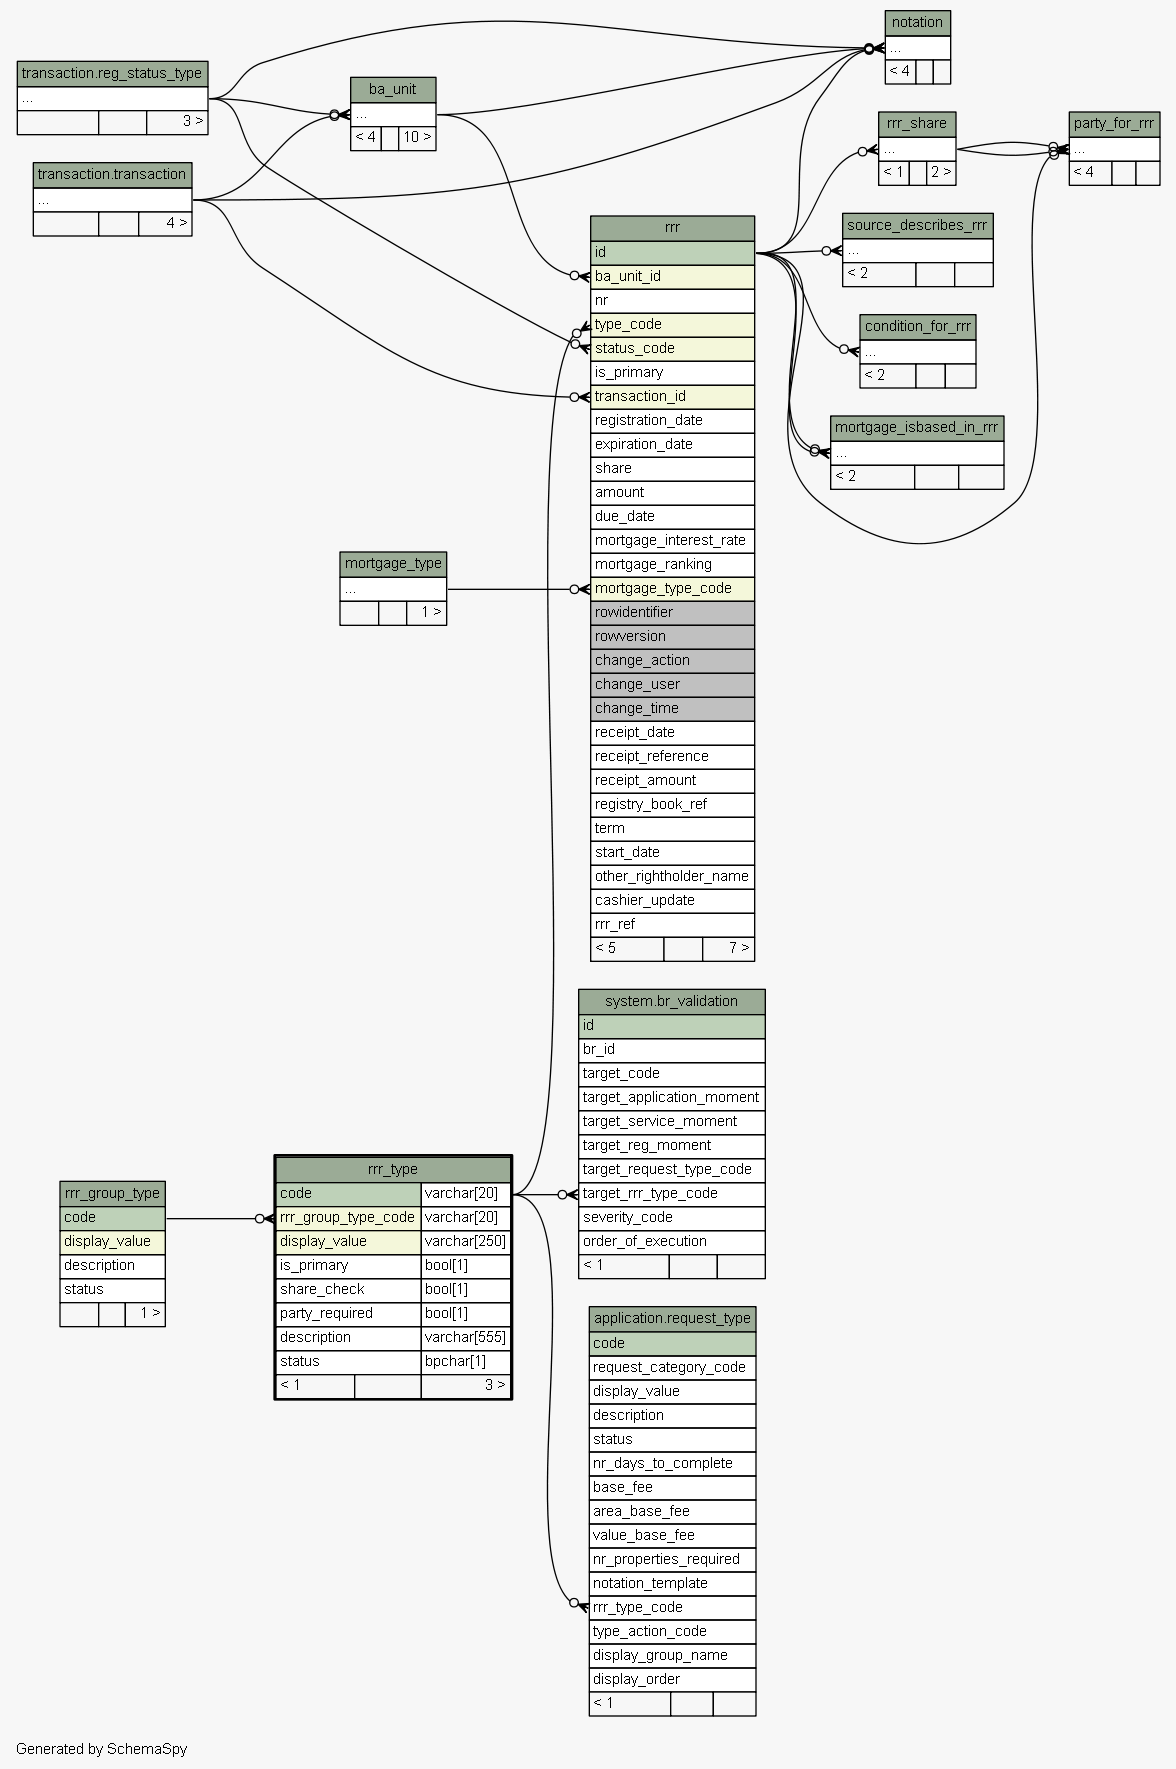 notation
...
< 4
transaction.reg_status_type
...
3 >
ba_unit
...
< 4 10 >
rrr_share
...
< 1 2 >
party_for_rrr
...
< 4
transaction.transaction
...
4 >
source_describes_rrr
...
< 2
condition_for_rrr
...
< 2
mortgage_isbased_in_rrr
...
< 2
rrr
id
ba_unit_id
nr
type_code
status_code
is_primary
transaction_id
registration_date
expiration_date
share
amount
due_date
mortgage_interest_rate
mortgage_ranking
mortgage_type_code
rowidentifier
rowversion
change_action
change_user
change_time
receipt_date
receipt_reference
receipt_amount
registry_book_ref
term
start_date
other_rightholder_name
cashier_update
rrr_ref
< 5 7 >
mortgage_type
...
1 >
system.br_validation
id
br_id
target_code
target_application_moment
target_service_moment
target_reg_moment
target_request_type_code
target_rrr_type_code
severity_code
order_of_execution
< 1
rrr_group_type
code
display_value
description
status
1 >
rrr_type
code varchar[20]
rrr_group_type_code varchar[20]
display_value varchar[250]
is_primary bool[1]
share_check bool[1]
party_required bool[1]
description varchar[555]
status bpchar[1]
< 1 3 >
application.request_type
code
request_category_code
display_value
description
status
nr_days_to_complete
base_fee
area_base_fee
value_base_fee
nr_properties_required
notation_template
rrr_type_code
type_action_code
display_group_name
display_order
< 1
Generated by SchemaSpy